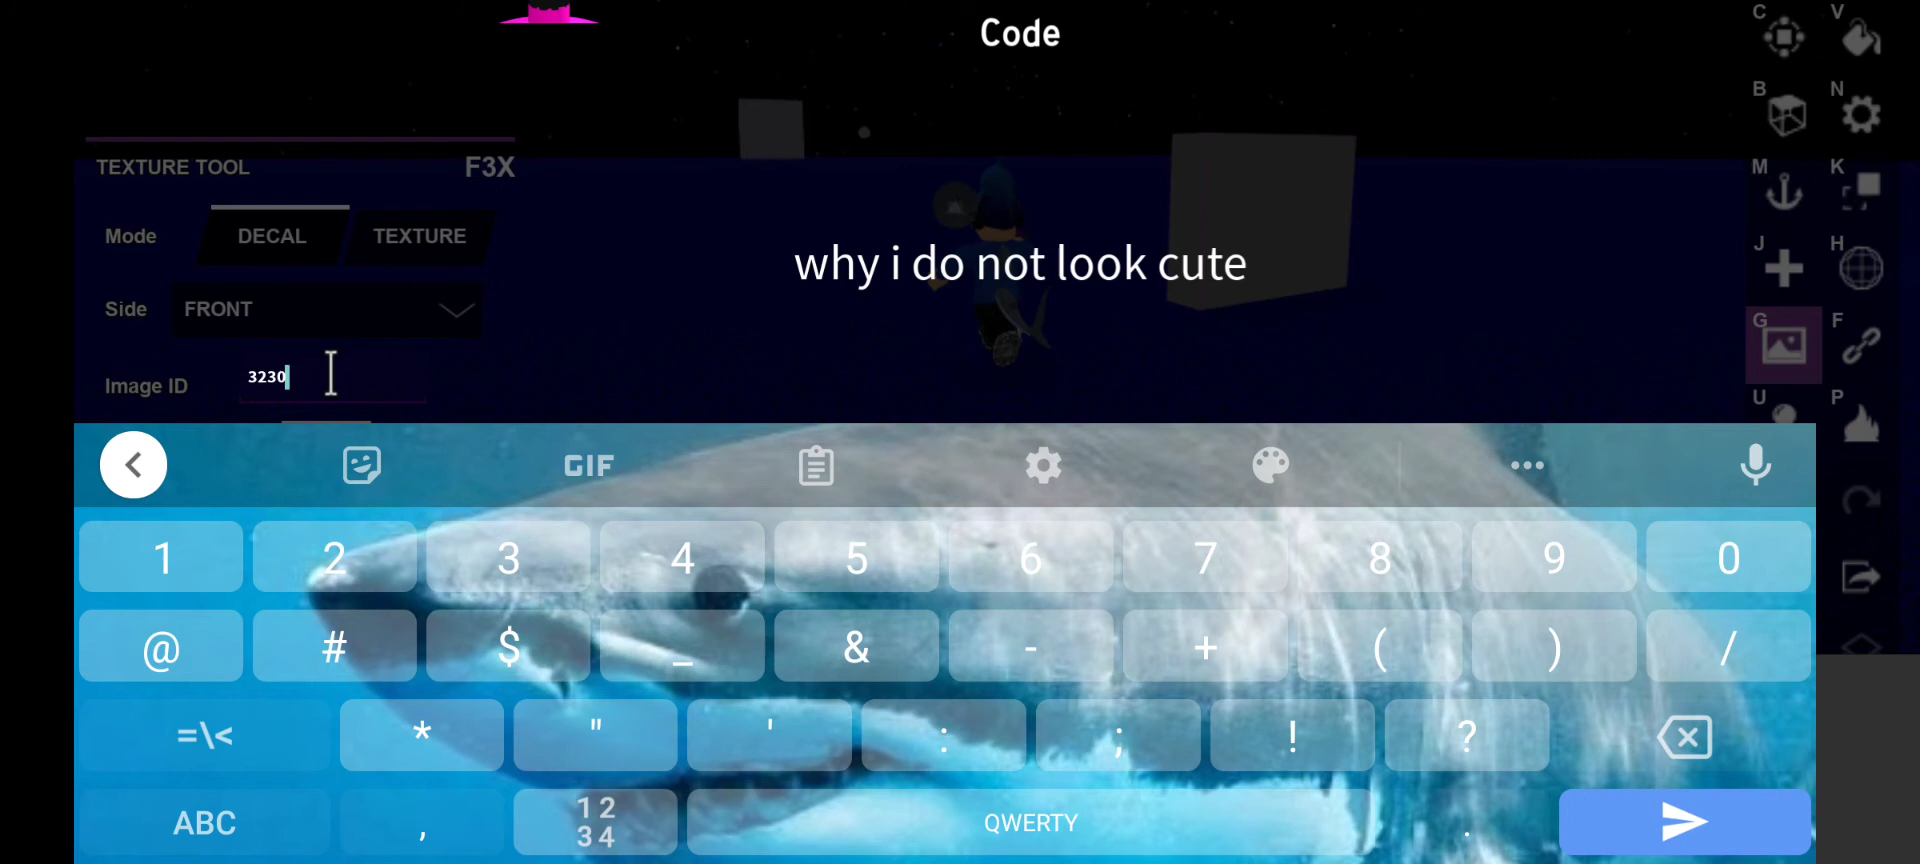 Code
C V
B N
TEXTURE TOOL F3X
M K
Mode DECAL TEXTURE
why i do not look cute
J H
Side FRONT
G F
Image ID 3230
U P
GIF
1 2 3 4 5 6 7 8 9 0
@ # $ _ & - + ( ) /
=\< * " ' : ; ! ?
ABC , 12 QWERTY .
34